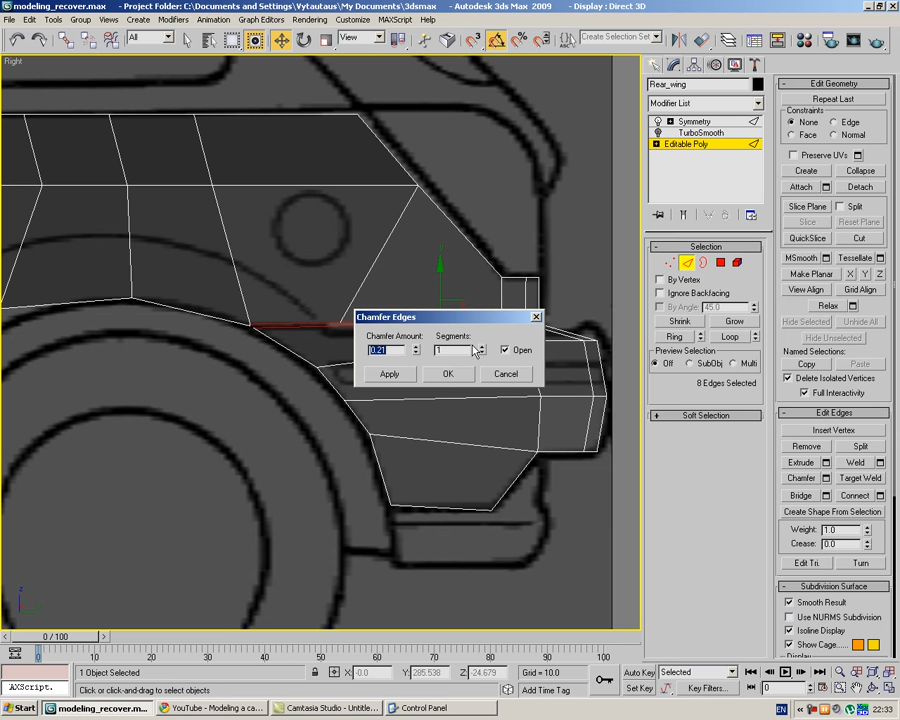 modeling_recover.max - Project Folder: C:\Documents and Settings\Vytautaus\My Documents\3dsmax - Autodesk 3ds Max 2009 - Display : Direct 3D
File Edit Tools Group Views Create Modifiers Animation Graph Editors Rendering Customize MAXScript Help
All View Create Selection Set
Right
Rear_wing
Modifier List
Symmetry
TurboSmooth
Editable Poly
Selection
By Vertex
Ignore Backfacing
By Angle: 45.0
Shrink Grow
Ring Loop
Preview Selection
Off SubObj Multi
8 Edges Selected
Soft Selection
Edit Geometry
Repeat Last
Constraints
None Edge
Face Normal
Preserve UVs
Create Collapse
Attach Detach
Slice Plane Split
Slice Reset Plane
QuickSlice Cut
MSmooth Tessellate
Make Planar X Y Z
View Align Grid Align
Relax
Hide Selected Unhide All
Hide Unselected
Named Selections:
Copy Paste
Delete Isolated Vertices
Full Interactivity
Edit Edges
Insert Vertex
Remove Split
Extrude Weld
Chamfer Target Weld
Bridge Connect
Create Shape From Selection
Weight: 1.0
Crease: 0.0
Edit Tri. Turn
Subdivision Surface
Smooth Result
Use NURMS Subdivision
Isoline Display
Show Cage......
Display
Chamfer Edges
Chamfer Amount: Segments:
0.21 1 Open
Apply OK Cancel
z
0 / 100
0 10 20 30 40 50 60 70 80 90 100
1 Object Selected X: -0.0 Y: 285.538 Z: -24.679 Grid = 10.0 Auto Key Selected
AXScript. Click or click-and-drag to select objects Add Time Tag Set Key Key Filters... 0
Start modeling_recover.m... YouTube - Modeling a ca... Camtasia Studio - Untitle... Control Panel EN 22:33